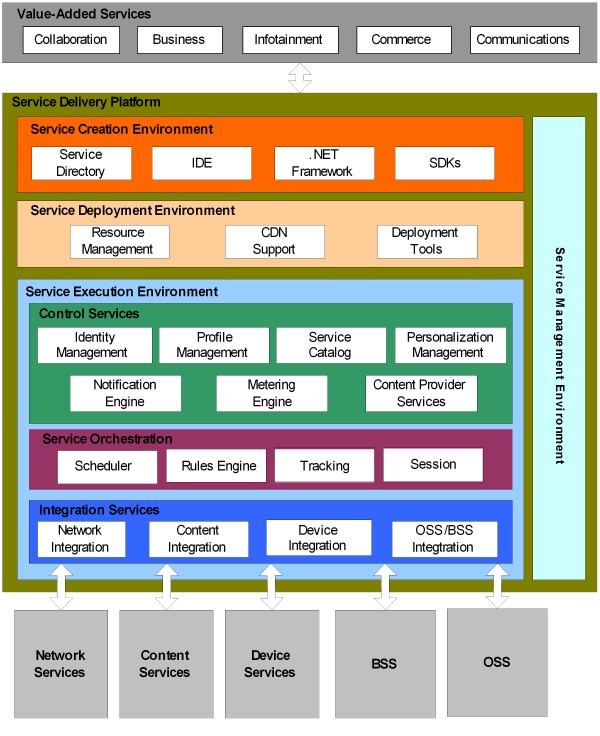 Value-Added Services
Collaboration
Business
Infotainment
Commerce
Communications
Service Delivery Platform
Service Creation Environment
Service
Directory
IDE
.NET
Framework
SDKs
Service Deployment Environment
Resource
Management
CDN
Support
Deployment
Tools
Service Execution Environment
Control Services
Identity
Management
Profile
Management
Service
Catalog
Personalization
Management
Notification
Engine
Metering
Engine
Content Provider
Services
Service Orchestration
Scheduler
Rules Engine
Tracking
Session
Integration Services
Network
Integration
Content
Integration
Device
Integration
OSS/BSS
Integtration
Service Management Environment
Network
Services
Content
Services
Device
Services
BSS
OSS